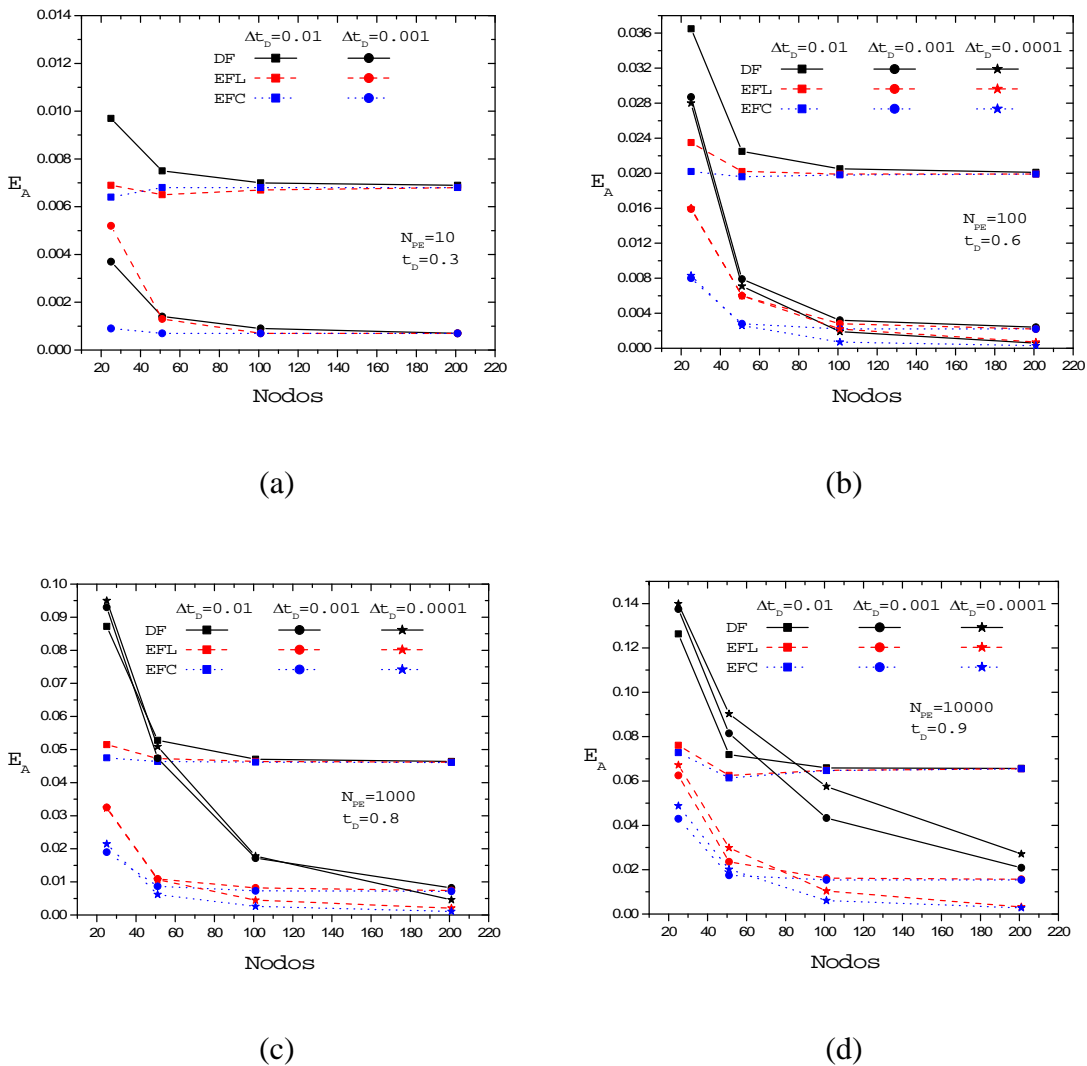 0.014
0.012
0.010
0.008
0.006
0.004
0.002
0.000
E_A
Δt_D=0.01 Δt_D=0.001
DF
EFL
EFC
N_PE=10
t_D=0.3
0 20 40 60 80 100 120 140 160 180 200 220
Nodos
(a)
0.036
0.032
0.028
0.024
0.020
0.016
0.012
0.008
0.004
0.000
E_A
Δt_D=0.01 Δt_D=0.001 Δt_D=0.0001
DF
EFL
EFC
N_PE=100
t_D=0.6
20 40 60 80 100 120 140 160 180 200 220
Nodos
(b)
0.10
0.09
0.08
0.07
0.06
0.05
0.04
0.03
0.02
0.01
0.00
E_A
Δt_D=0.01 Δt_D=0.001 Δt_D=0.0001
DF
EFL
EFC
N_PE=1000
t_D=0.8
20 40 60 80 100 120 140 160 180 200 220
Nodos
(c)
0.14
0.12
0.10
0.08
0.06
0.04
0.02
0.00
E_A
Δt_D=0.01 Δt_D=0.001 Δt_D=0.0001
DF
EFL
EFC
N_PE=10000
t_D=0.9
20 40 60 80 100 120 140 160 180 200 220
Nodos
(d)